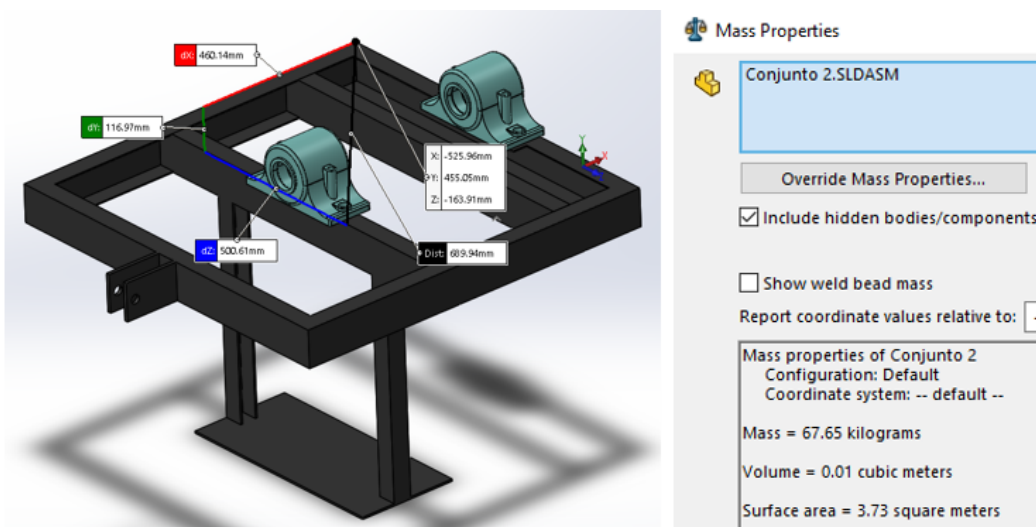 dX: 460.14mm
dY: 116.97mm
X: -525.96mm
Y: 455.05mm
Z: -163.91mm
dZ: 500.61mm
Dist: 689.94mm
Y
X
Mass Properties
Conjunto 2.SLDASM
Override Mass Properties...
Include hidden bodies/components
Show weld bead mass
Report coordinate values relative to:
Mass properties of Conjunto 2
Configuration: Default
Coordinate system: -- default --
Mass = 67.65 kilograms
Volume = 0.01 cubic meters
Surface area = 3.73 square meters